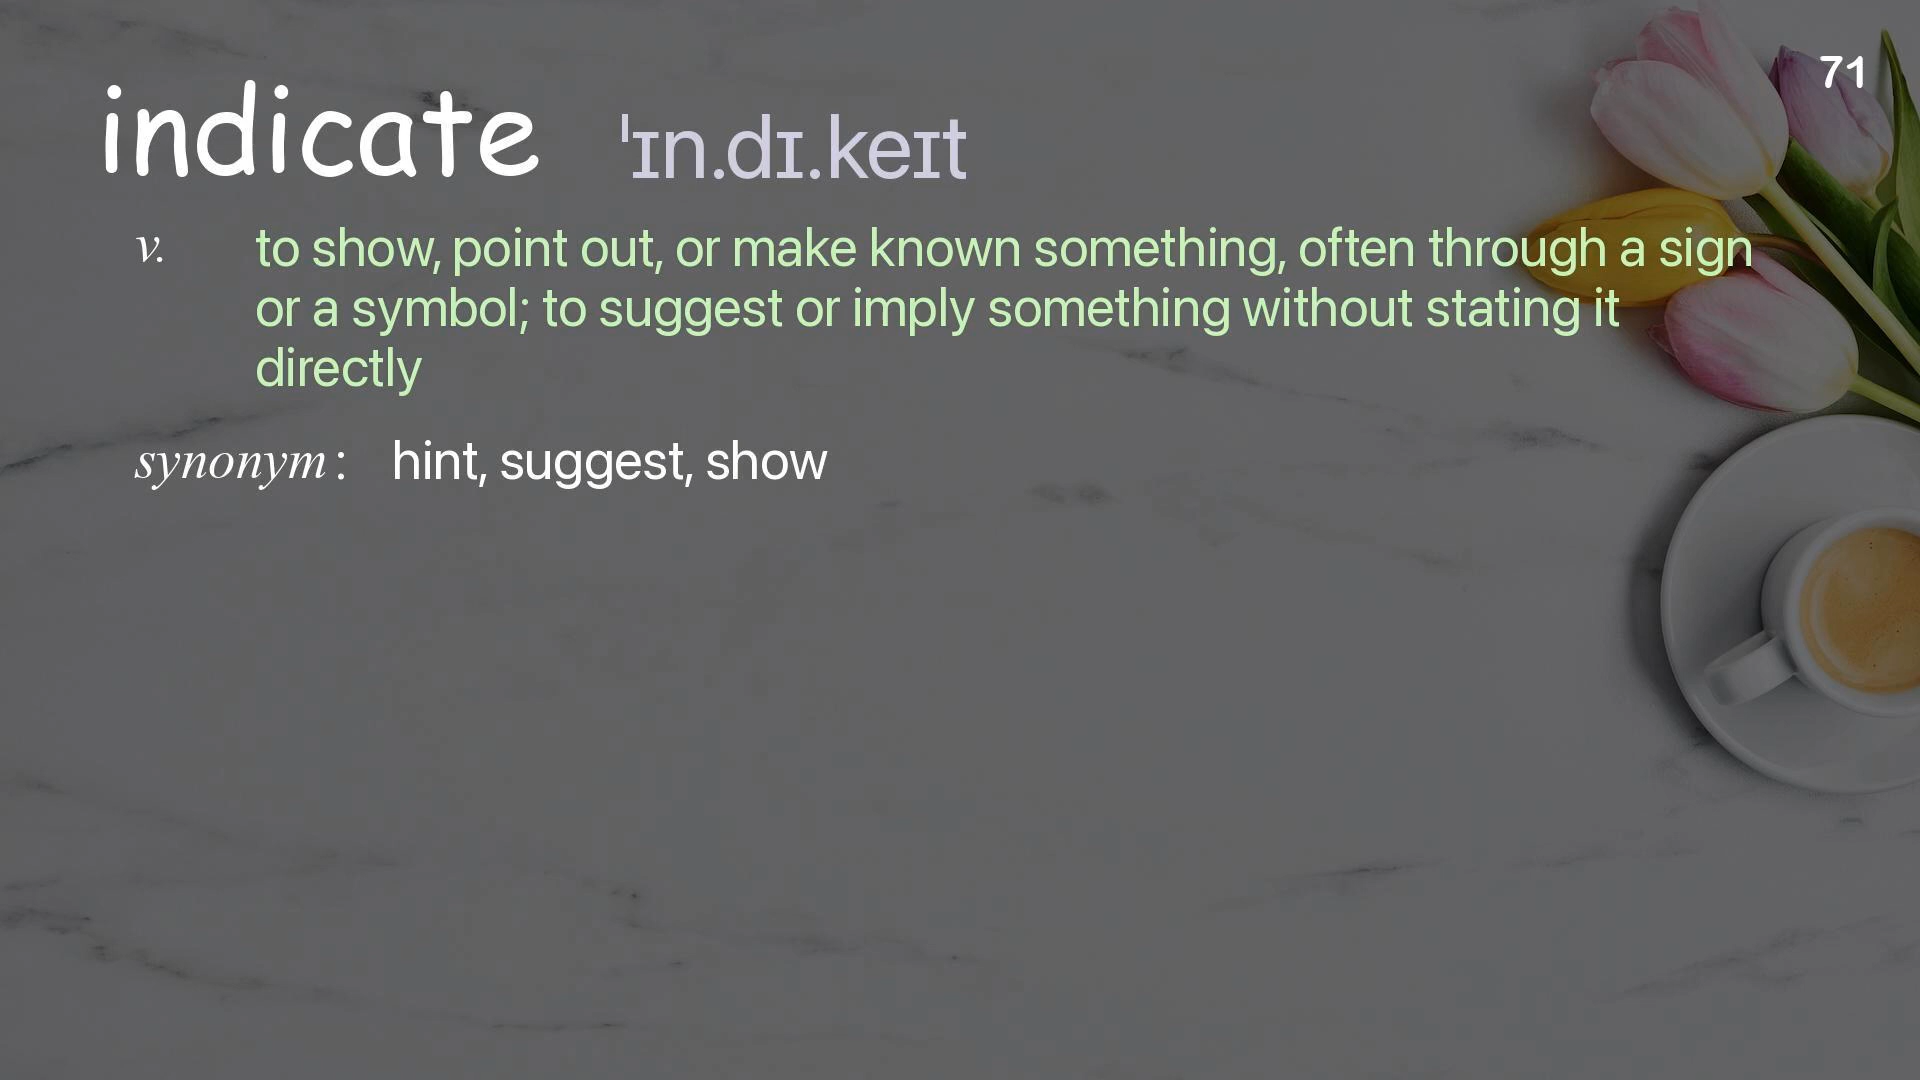 71
indicate ˈɪn.dɪ.keɪt
v. to show, point out, or make known something, often through a sign
or a symbol; to suggest or imply something without stating it
directly
synonym: hint, suggest, show